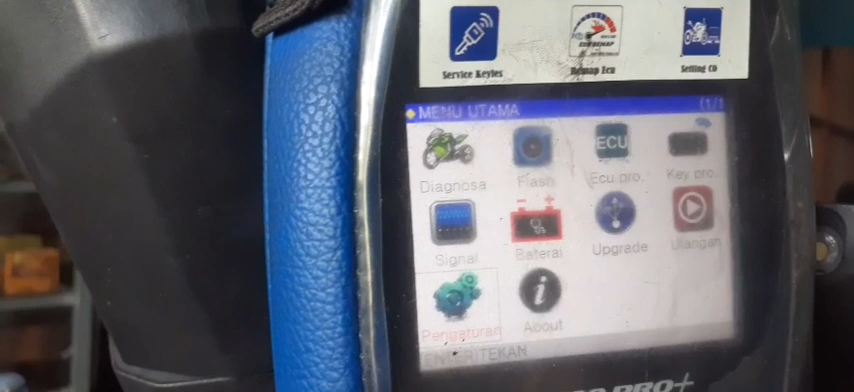 Service Keyles
Remap Ecu
Setting CO
MENU UTAMA (1/1
ECU
Diagnosa Flash Ecu pro. Key pro.
Signal Baterai Upgrade Ulangan
Pengaturan About
PRO+